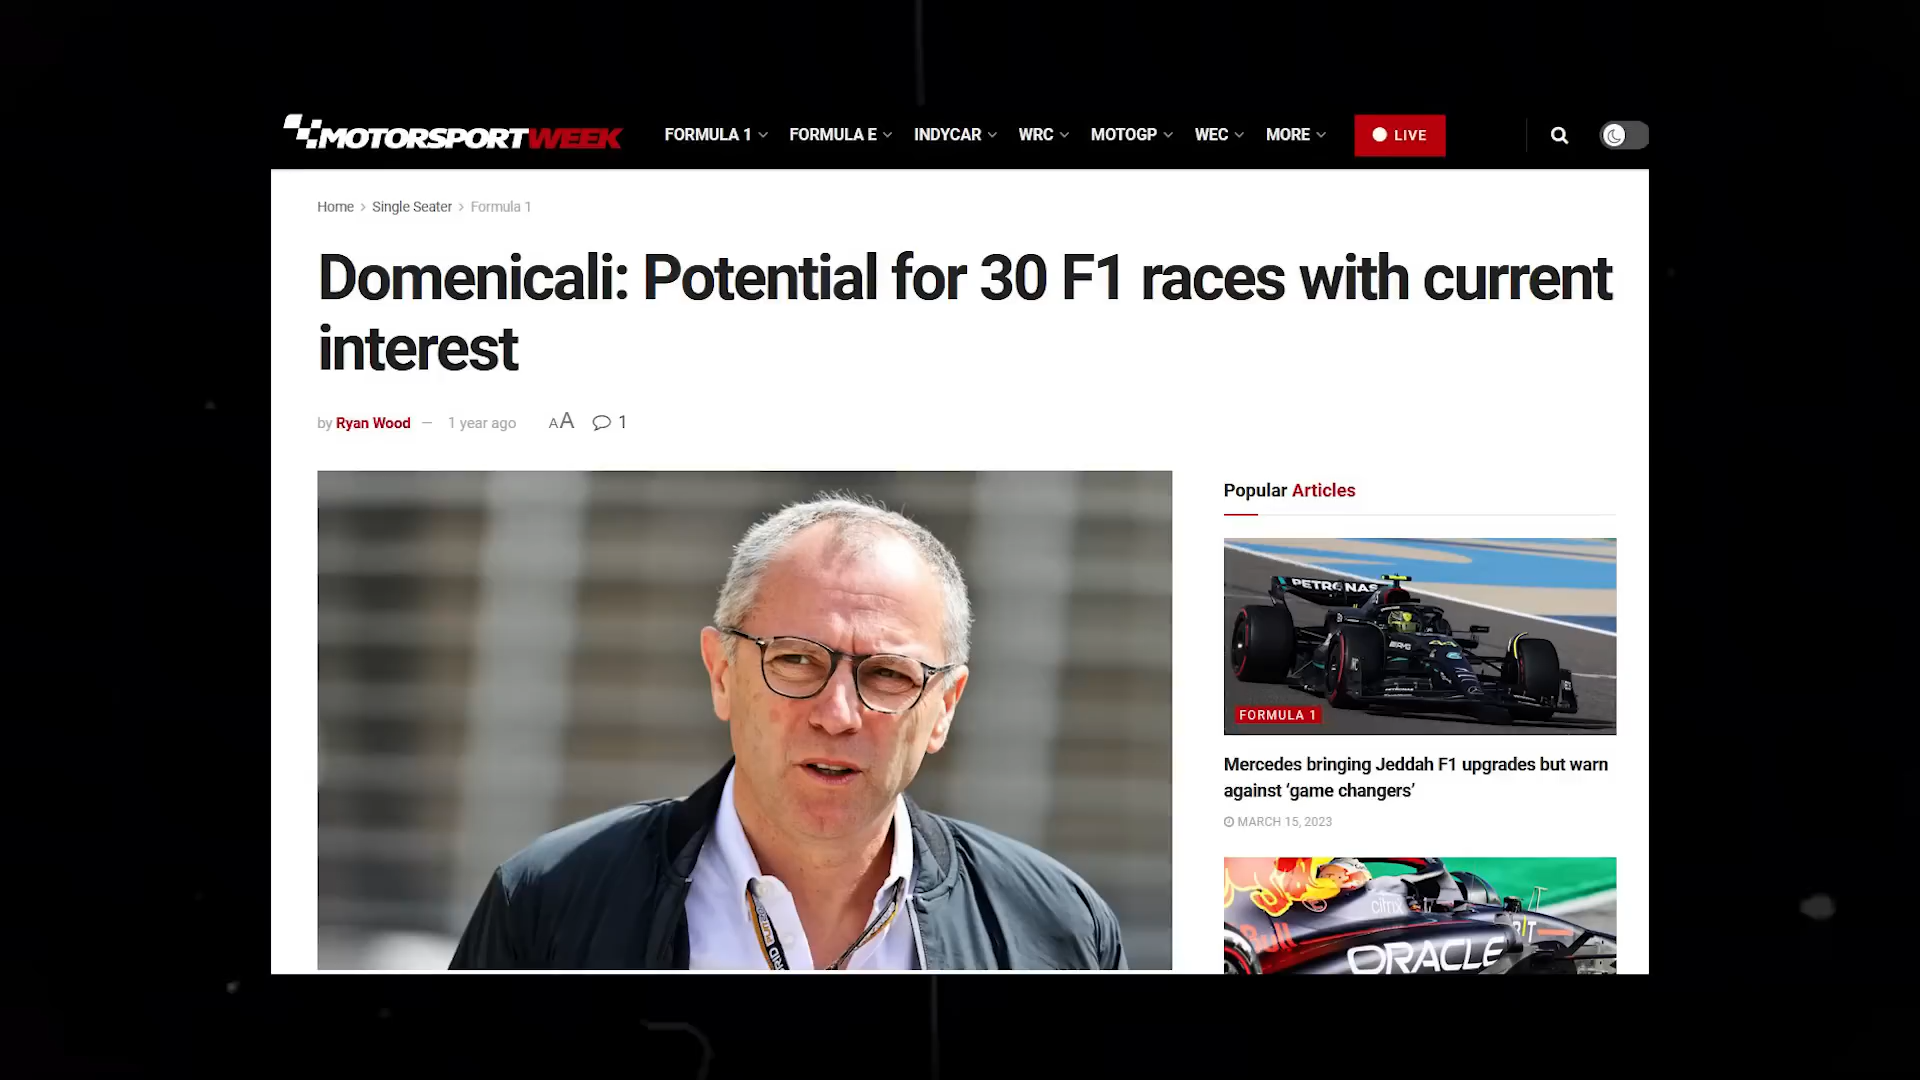 MOTORSPORTWEEK
FORMULA 1 FORMULA E INDYCAR WRC MOTOGP WEC MORE LIVE
Home > Single Seater > Formula 1
Domenicali: Potential for 30 F1 races with current
interest
by Ryan Wood — 1 year ago AA 1
Popular Articles
PETRONAS
FORMULA 1
Mercedes bringing Jeddah F1 upgrades but warn
against ‘game changers’
MARCH 15, 2023
citrix
Bull
ORACLE